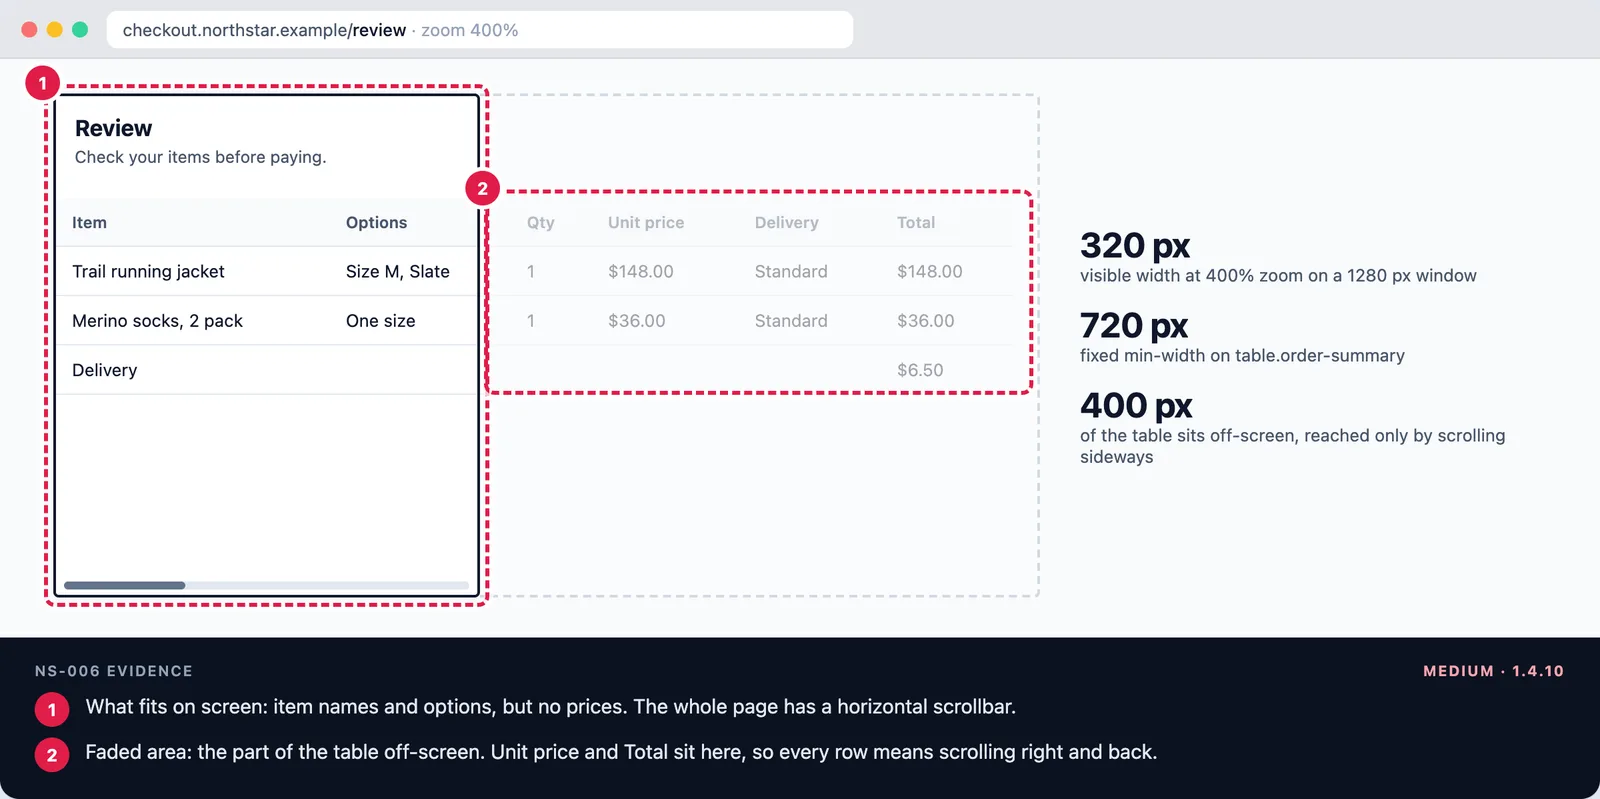 checkout.northstar.example/review · zoom 400%
1
Review
Check your items before paying.
2
Item Options Qty Unit price Delivery Total
Trail running jacket Size M, Slate 1 $148.00 Standard $148.00
Merino socks, 2 pack One size 1 $36.00 Standard $36.00
Delivery $6.50
320 px
visible width at 400% zoom on a 1280 px window
720 px
fixed min-width on table.order-summary
400 px
of the table sits off-screen, reached only by scrolling
sideways
NS-006 EVIDENCE
MEDIUM · 1.4.10
1 What fits on screen: item names and options, but no prices. The whole page has a horizontal scrollbar.
2 Faded area: the part of the table off-screen. Unit price and Total sit here, so every row means scrolling right and back.